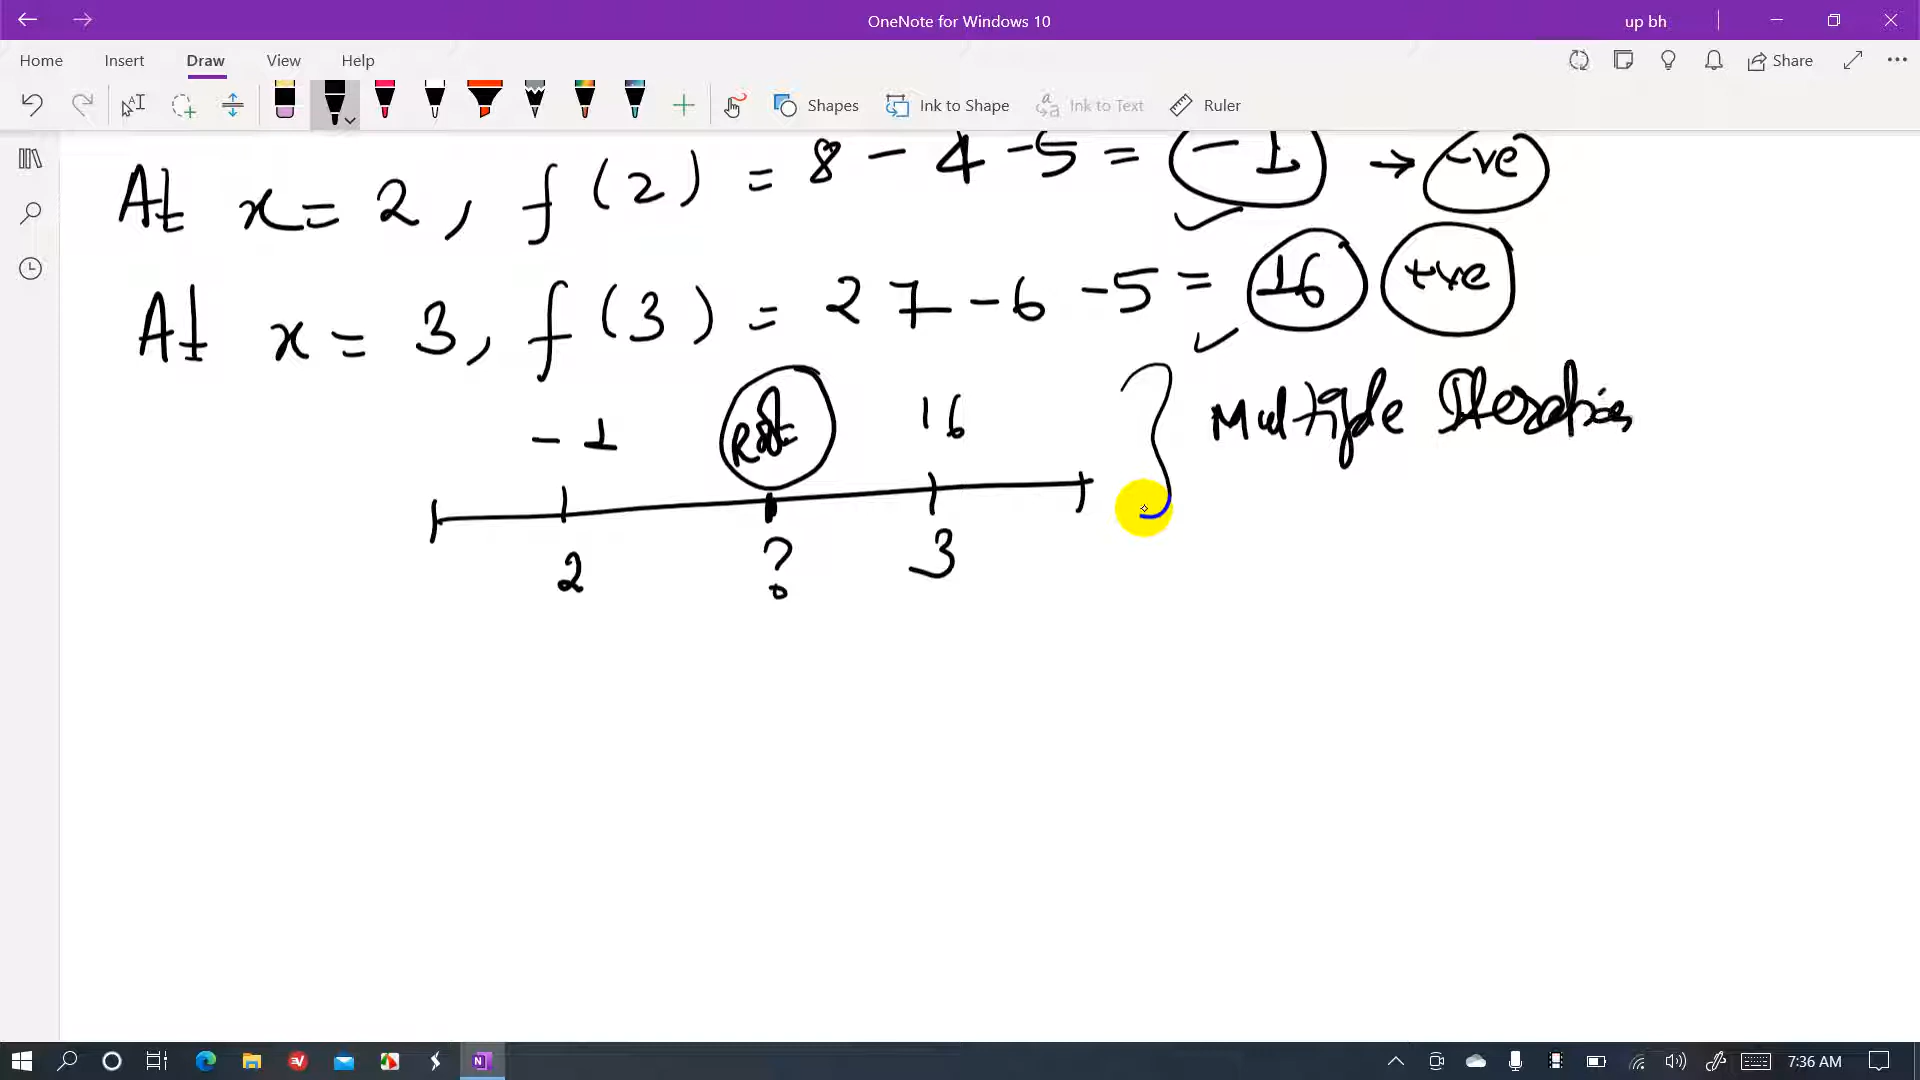 OneNote for Windows 10
up bh
Home Insert Draw View Help
Share
Shapes Ink to Shape Ink to Text Ruler
At x = 2, f(2) = 8 - 4 - 5 = -1 → -ve
At x = 3, f(3) = 27 - 6 - 5 = 16 +ve
-1 Root 16
Multiple Iterations
2 ? 3
7:36 AM